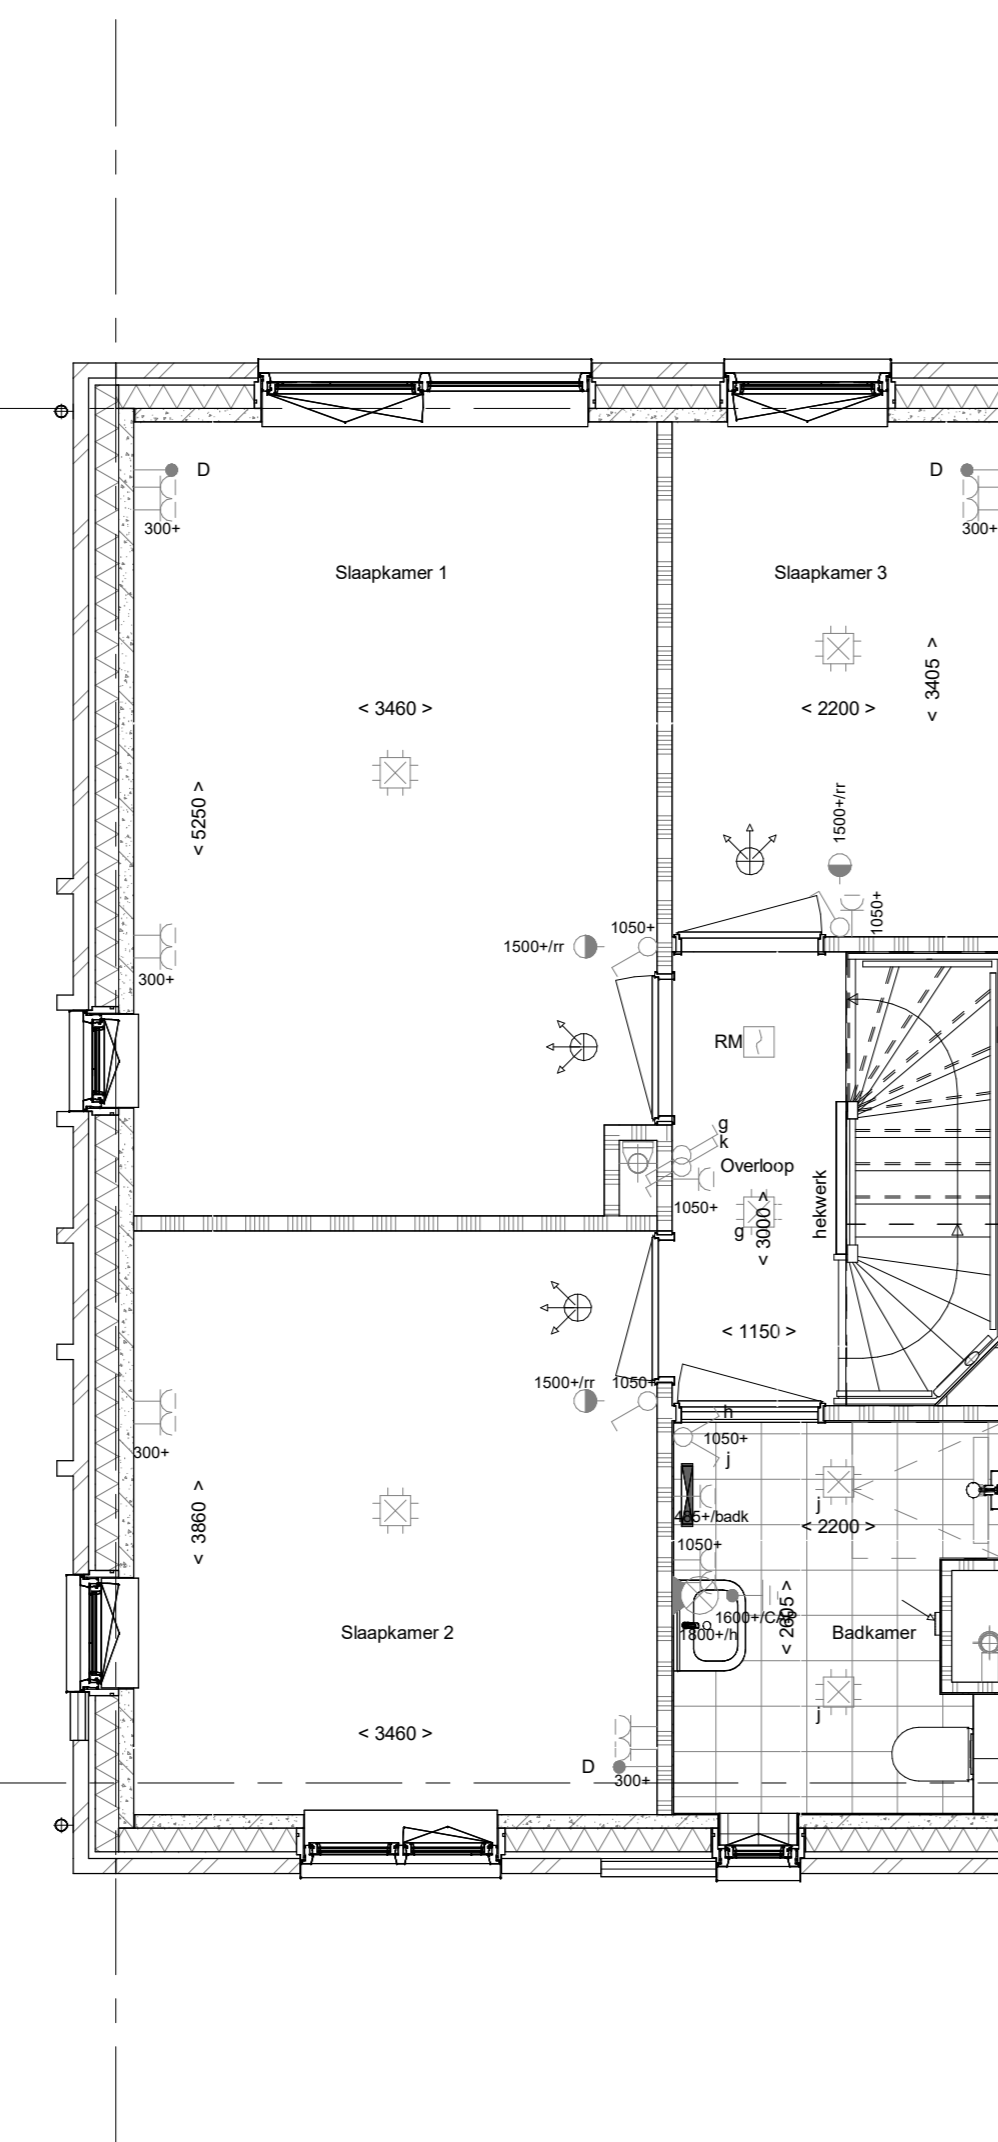 D
300+
Slaapkamer 1
< 3460 >
< 5250 >
300+
1500+/rr
1050+
D
300+
Slaapkamer 3
< 3405 >
< 2200 >
1500+/rr
1050+
RM
g
k
Overloop
1050+
g
< 3000 >
hekwerk
< 1150 >
1500+/rr
1050+
300+
< 3860 >
Slaapkamer 2
< 3460 >
D
300+
h
1050+
j
j
< 2200 >
485+/badk
1050+
1600+/CAP
1800+/h
< 2605 >
Badkamer
j